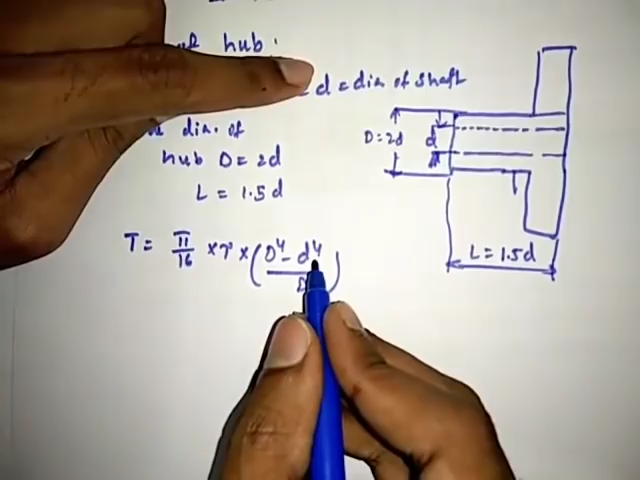 hub:
d = dia of shaft
dia. of
hub D = 2d
L = 1.5d
T = π/16 × τ × (D⁴ - d⁴ / D)
D = 2d
d
L = 1.5d